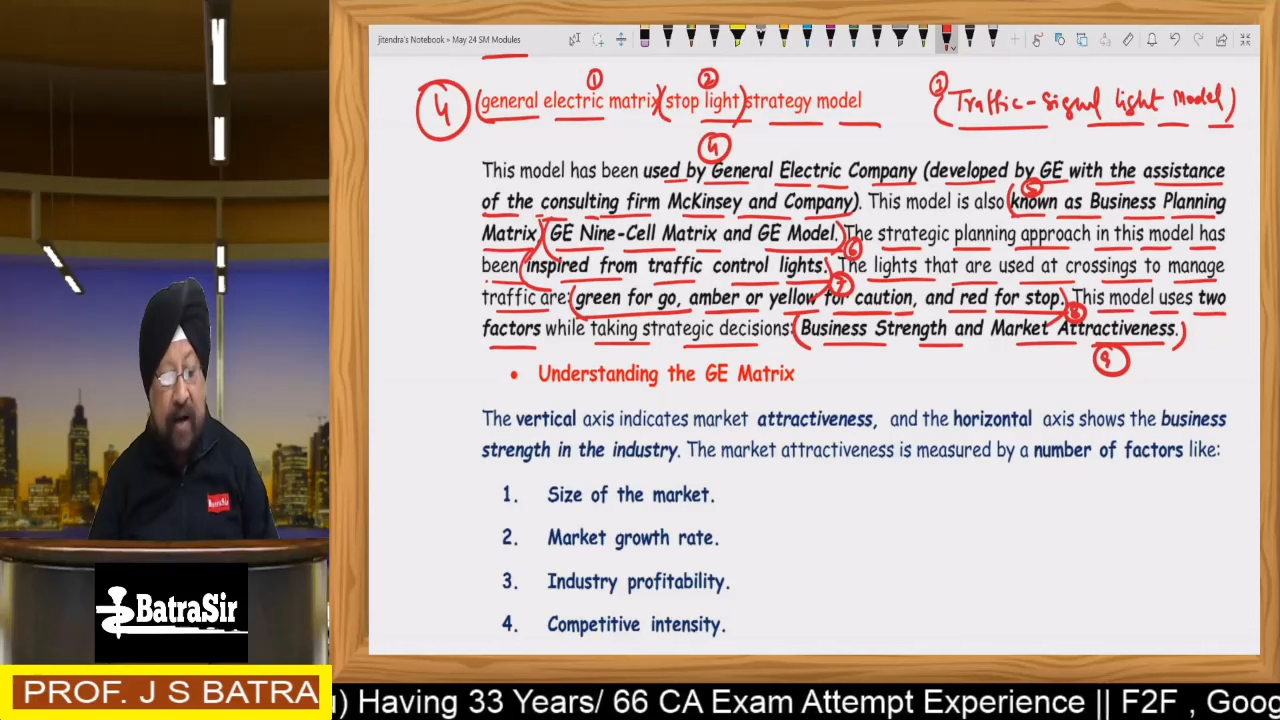 jitendra's Notebook » May 24 SM Modules
① ② ③
④ (general electric matrix)(stop light) strategy model (Traffic-signal light Model)
④
This model has been used by General Electric Company (developed by GE with the assistance
⑤
of the consulting firm McKinsey and Company). This model is also known as Business Planning
Matrix, GE Nine-Cell Matrix and GE Model. The strategic planning approach in this model has
⑥
been inspired from traffic control lights. The lights that are used at crossings to manage
⑦
traffic are: green for go, amber or yellow for caution, and red for stop. This model uses two
⑧
factors while taking strategic decisions: Business Strength and Market Attractiveness.
⑨
• Understanding the GE Matrix
The vertical axis indicates market attractiveness, and the horizontal axis shows the business
strength in the industry. The market attractiveness is measured by a number of factors like:
1. Size of the market.
2. Market growth rate.
3. Industry profitability.
4. Competitive intensity.
BatraSir
BatraSir
PROF. J S BATRA
) Having 33 Years/ 66 CA Exam Attempt Experience || F2F , Goog